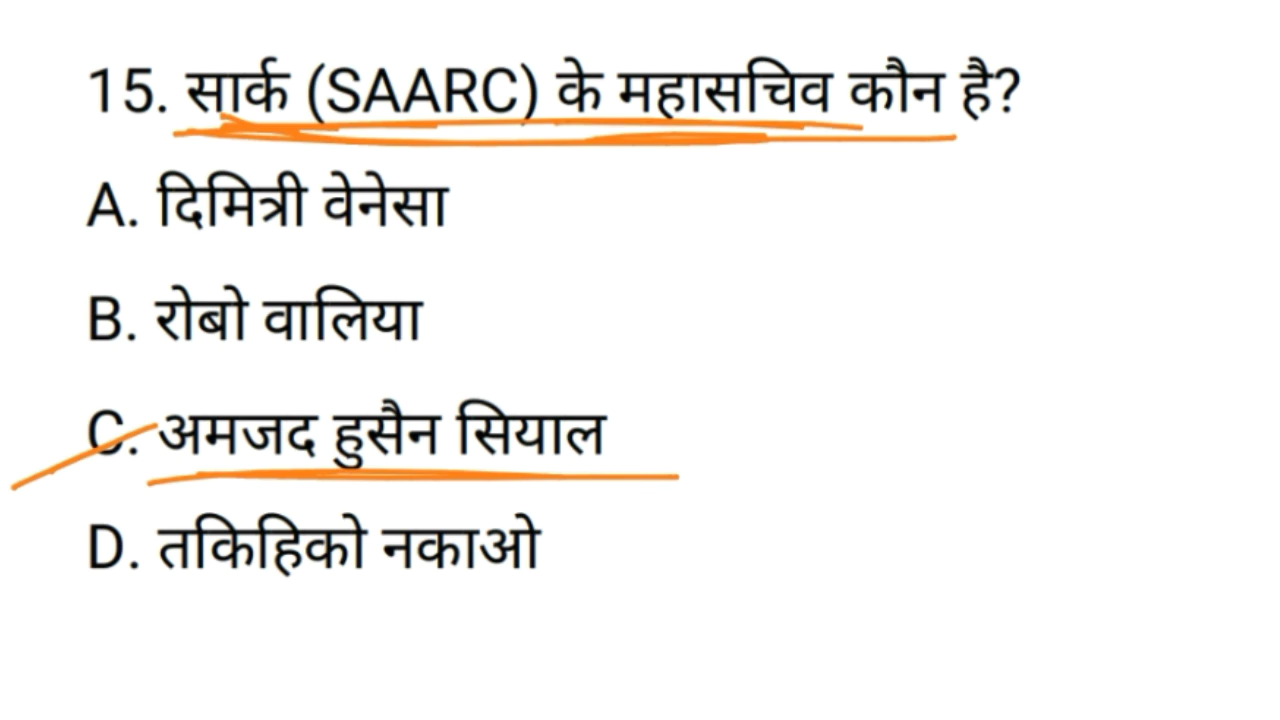 15. सार्क (SAARC) के महासचिव कौन है?
A. दिमित्री वेनेसा
B. रोबो वालिया
C. अमजद हुसैन सियाल
D. तकिहिको नकाओ